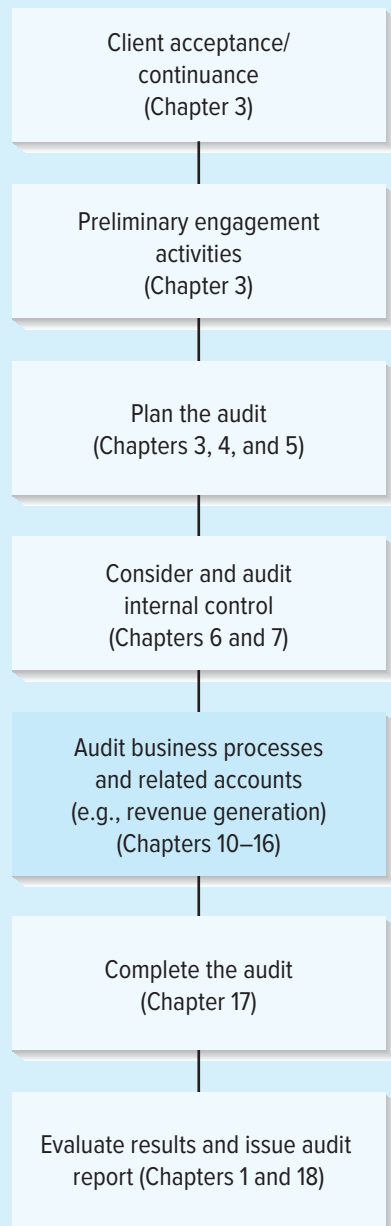 Client acceptance/
continuance
(Chapter 3)
Preliminary engagement
activities
(Chapter 3)
Plan the audit
(Chapters 3, 4, and 5)
Consider and audit
internal control
(Chapters 6 and 7)
Audit business processes
and related accounts
(e.g., revenue generation)
(Chapters 10–16)
Complete the audit
(Chapter 17)
Evaluate results and issue audit
report (Chapters 1 and 18)